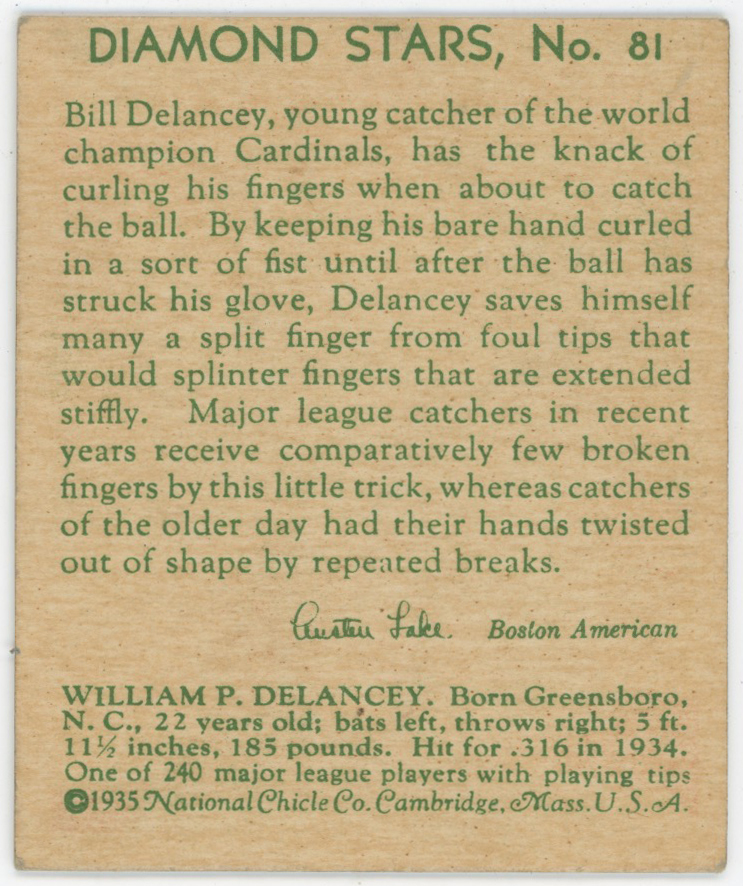 DIAMOND STARS, No. 81
Bill Delancey, young catcher of the world
champion Cardinals, has the knack of
curling his fingers when about to catch
the ball. By keeping his bare hand curled
in a sort of fist until after the ball has
struck his glove, Delancey saves himself
many a split finger from foul tips that
would splinter fingers that are extended
stiffly. Major league catchers in recent
years receive comparatively few broken
fingers by this little trick, whereas catchers
of the older day had their hands twisted
out of shape by repeated breaks.
Austen Lake. Boston American
WILLIAM P. DELANCEY. Born Greensboro,
N. C., 22 years old; bats left, throws right; 5 ft.
11½ inches, 185 pounds. Hit for .316 in 1934.
One of 240 major league players with playing tips
©1935 National Chicle Co. Cambridge, Mass. U.S.A.